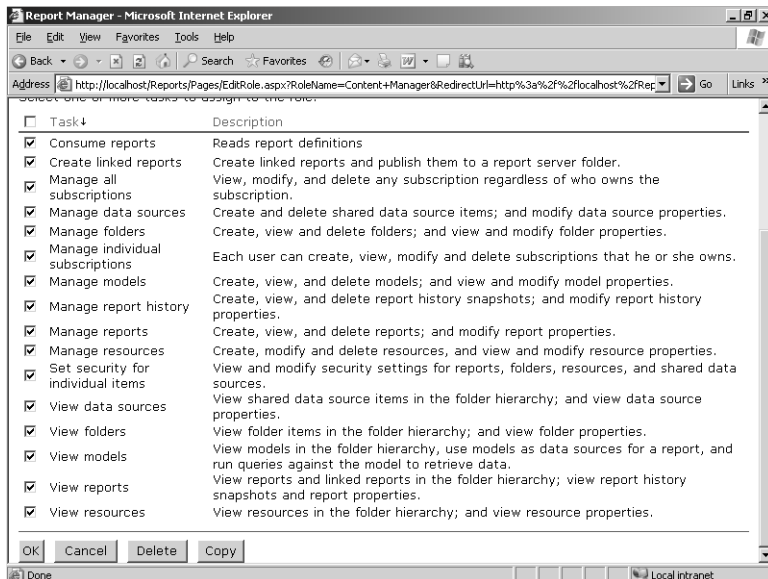 Report Manager - Microsoft Internet Explorer
File Edit View Favorites Tools Help
Back Search Favorites
Address http://localhost/Reports/Pages/EditRole.aspx?RoleName=Content+Manager&RedirectUrl=http%3a%2f%2flocalhost%2fRep Go Links »
Select one or more tasks to assign to the role.
Task↓ Description
Consume reports Reads report definitions
Create linked reports Create linked reports and publish them to a report server folder.
Manage all View, modify, and delete any subscription regardless of who owns the
subscriptions subscription.
Manage data sources Create and delete shared data source items; and modify data source properties.
Manage folders Create, view and delete folders; and view and modify folder properties.
Manage individual
subscriptions Each user can create, view, modify and delete subscriptions that he or she owns.
Manage models Create, view, and delete models; and view and modify model properties.
Manage report history Create, view, and delete report history snapshots; and modify report history
properties.
Manage reports Create, view, and delete reports; and modify report properties.
Manage resources Create, modify and delete resources, and view and modify resource properties.
Set security for View and modify security settings for reports, folders, resources, and shared data
individual items sources.
View data sources View shared data source items in the folder hierarchy; and view data source
properties.
View folders View folder items in the folder hierarchy; and view folder properties.
View models View models in the folder hierarchy, use models as data sources for a report, and
run queries against the model to retrieve data.
View reports View reports and linked reports in the folder hierarchy; view report history
snapshots and report properties.
View resources View resources in the folder hierarchy; and view resource properties.
OK Cancel Delete Copy
Done Local intranet